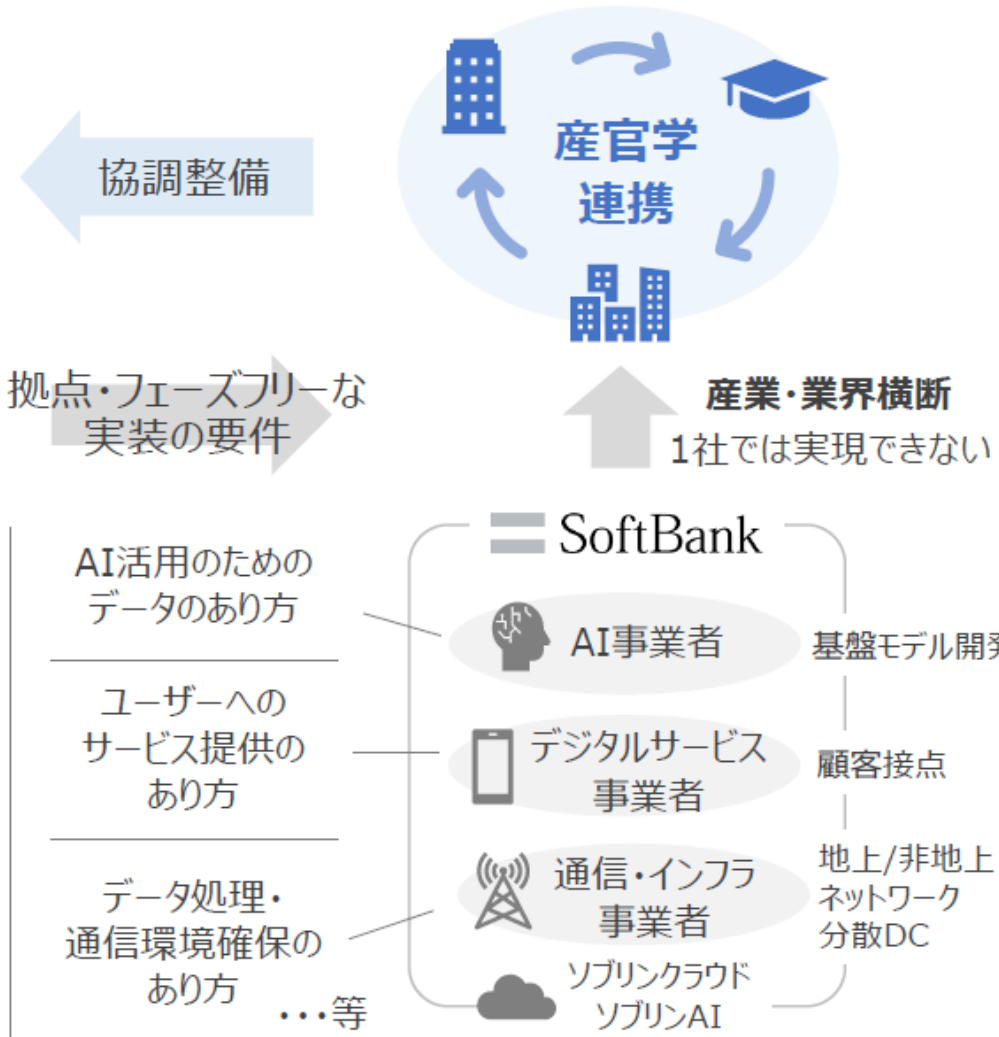 産官学
連携
協調整備
拠点・フェーズフリーな
実装の要件
産業・業界横断
1社では実現できない
SoftBank
AI活用のための
データのあり方
AI事業者
基盤モデル開発
ユーザーへの
サービス提供の
あり方
デジタルサービス
事業者
顧客接点
データ処理・
通信環境確保の
あり方
・・・等
通信・インフラ
事業者
地上/非地上
ネットワーク
分散DC
ソブリンクラウド
ソブリンAI